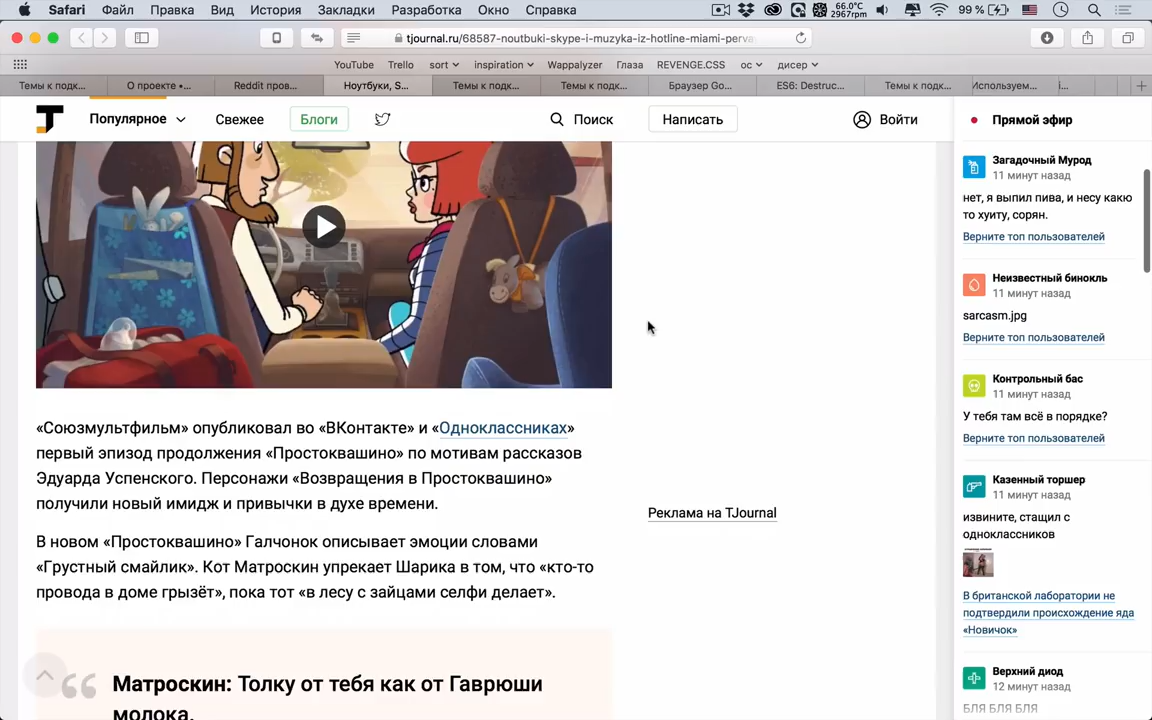 Safari Файл Правка Вид История Закладки Разработка Окно Справка 66.0°C 2967rpm 99 %
tjournal.ru/68587-noutbuki-skype-i-muzyka-iz-hotline-miami-perva
YouTube Trello sort inspiration Wappalyzer Глаза REVENGE.CSS ос дисер
Темы к подк... О проекте •... Reddit пров... Ноутбуки, S... Темы к подк... Темы к подк... Браузер Go... ES6: Destruc... Темы к подк... Используем... i...
Популярное Свежее Блоги Поиск Написать Войти
«Союзмультфильм» опубликовал во «ВКонтакте» и «Одноклассниках»
первый эпизод продолжения «Простоквашино» по мотивам рассказов
Эдуарда Успенского. Персонажи «Возвращения в Простоквашино»
получили новый имидж и привычки в духе времени.
В новом «Простоквашино» Галчонок описывает эмоции словами
«Грустный смайлик». Кот Матроскин упрекает Шарика в том, что «кто-то
провода в доме грызёт», пока тот «в лесу с зайцами селфи делает».
Матроскин: Толку от тебя как от Гаврюши
молока.
Реклама на TJournal
Прямой эфир
Загадочный Мурод
11 минут назад
нет, я выпил пива, и несу какю
то хуиту, сорян.
Верните топ пользователей
Неизвестный бинокль
11 минут назад
sarcasm.jpg
Верните топ пользователей
Контрольный бас
11 минут назад
У тебя там всё в порядке?
Верните топ пользователей
Казенный торшер
11 минут назад
извините, стащил с
одноклассников
В британской лаборатории не
подтвердили происхождение яда
«Новичок»
Верхний диод
12 минут назад
БЛЯ БЛЯ БЛЯ